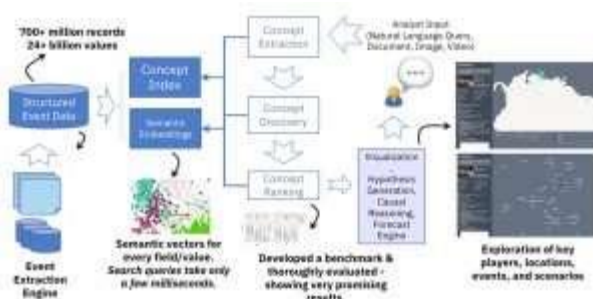 700+ million records
24+ billion values
Structured
Event Data
Event
Extraction
Engine
Concept
Index
Semantic
Embeddings
Semantic vectors for
every field/value.
Search queries take only
a few milliseconds.
Concept
Extraction
Concept
Discovery
Concept
Ranking
Developed a benchmark &
thoroughly evaluated -
showing very promising
results
Analyst Input
(Natural Language Query,
Document, Image, Video)
Visualization
-
Hypothesis
Generation,
Causal
Reasoning,
Forecast
Engine
Exploration of key
players, locations,
events, and scenarios